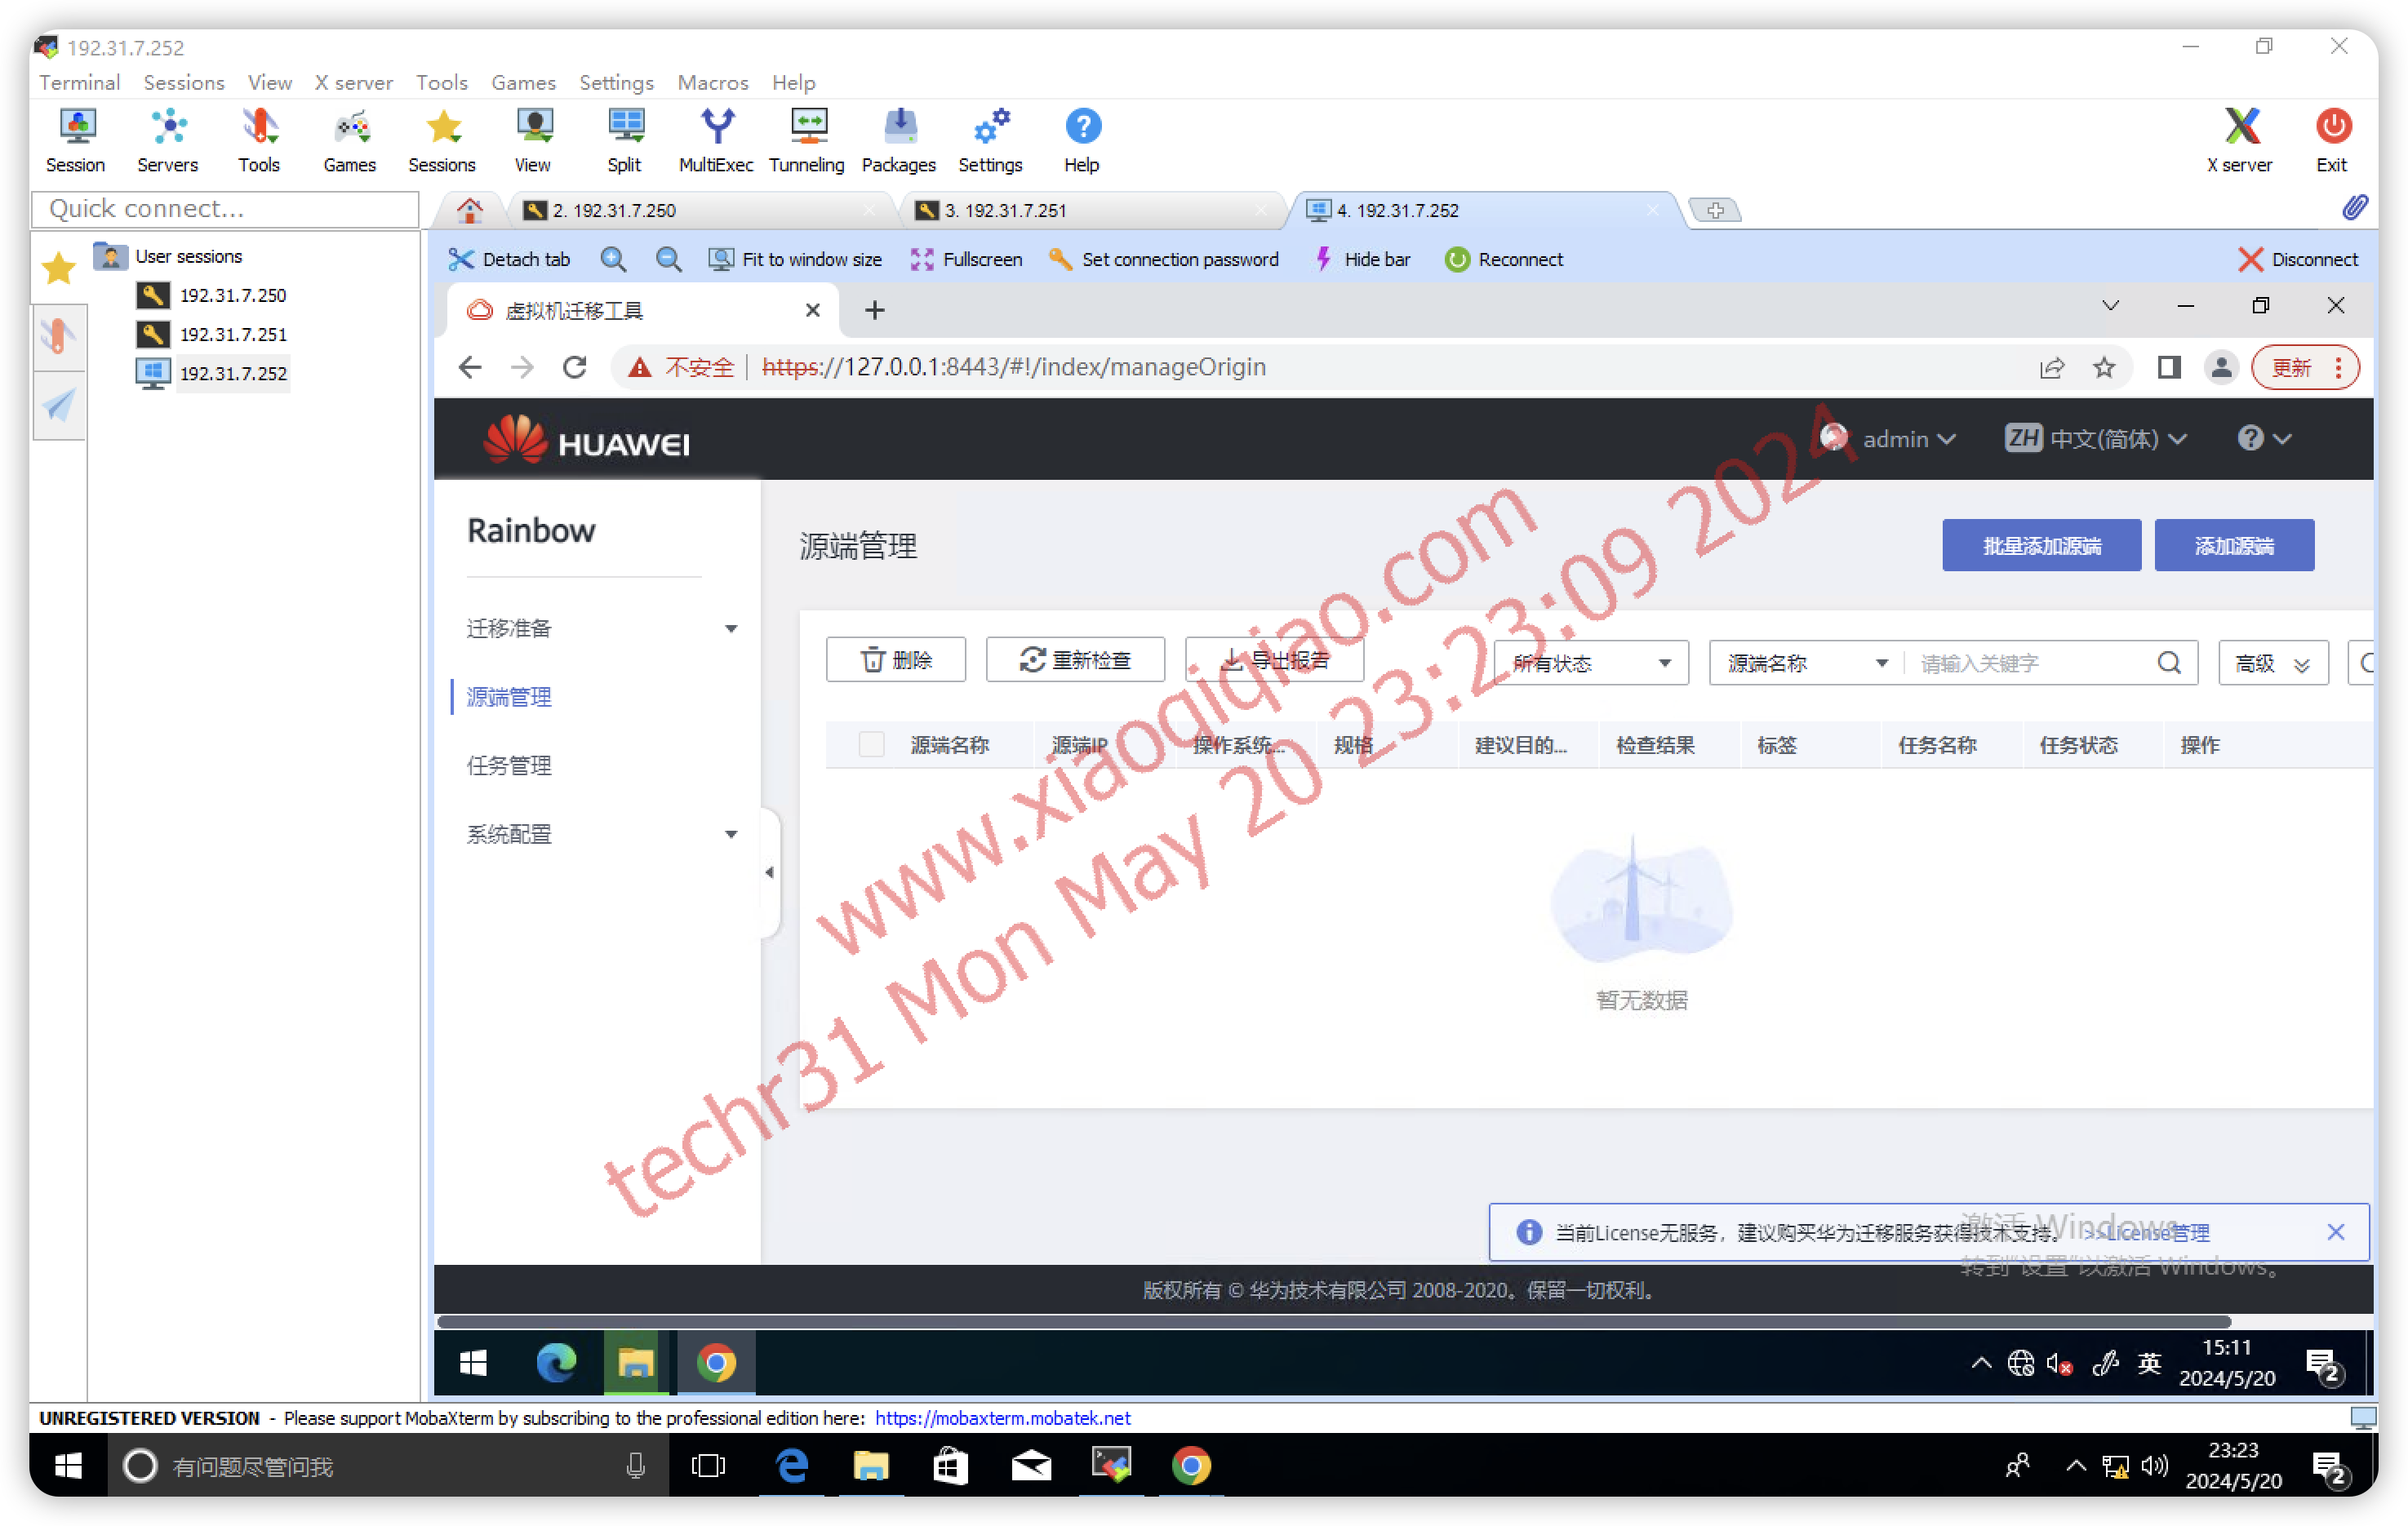 192.31.7.252
Terminal Sessions View X server Tools Games Settings Macros Help
Session Servers Tools Games Sessions View Split MultiExec Tunneling Packages Settings Help X server Exit
Quick connect...
2. 192.31.7.250
3. 192.31.7.251
4. 192.31.7.252
User sessions
192.31.7.250
192.31.7.251
192.31.7.252
Detach tab Fit to window size Fullscreen Set connection password Hide bar Reconnect Disconnect
虚拟机迁移工具
不安全 https://127.0.0.1:8443/#!/index/manageOrigin 更新
HUAWEI admin ZH 中文(简体)
Rainbow
迁移准备
源端管理
任务管理
系统配置
源端管理 批量添加源端 添加源端
删除 重新检查 导出报告 所有状态 源端名称 请输入关键字 高级
源端名称 源端IP 操作系统... 规格 建议目的... 检查结果 标签 任务名称 任务状态 操作
暂无数据
www.xiaoqiqiao.com
techr31 Mon May 20 23:23:09 2024
当前License无服务，建议购买华为迁移服务获得技术支持。 >>License管理
激活 Windows
转到"设置"以激活 Windows。
版权所有 © 华为技术有限公司 2008-2020。保留一切权利。
英 15:11
2024/5/20
2
UNREGISTERED VERSION - Please support MobaXterm by subscribing to the professional edition here: https://mobaxterm.mobatek.net
有问题尽管问我
23:23
2024/5/20
2